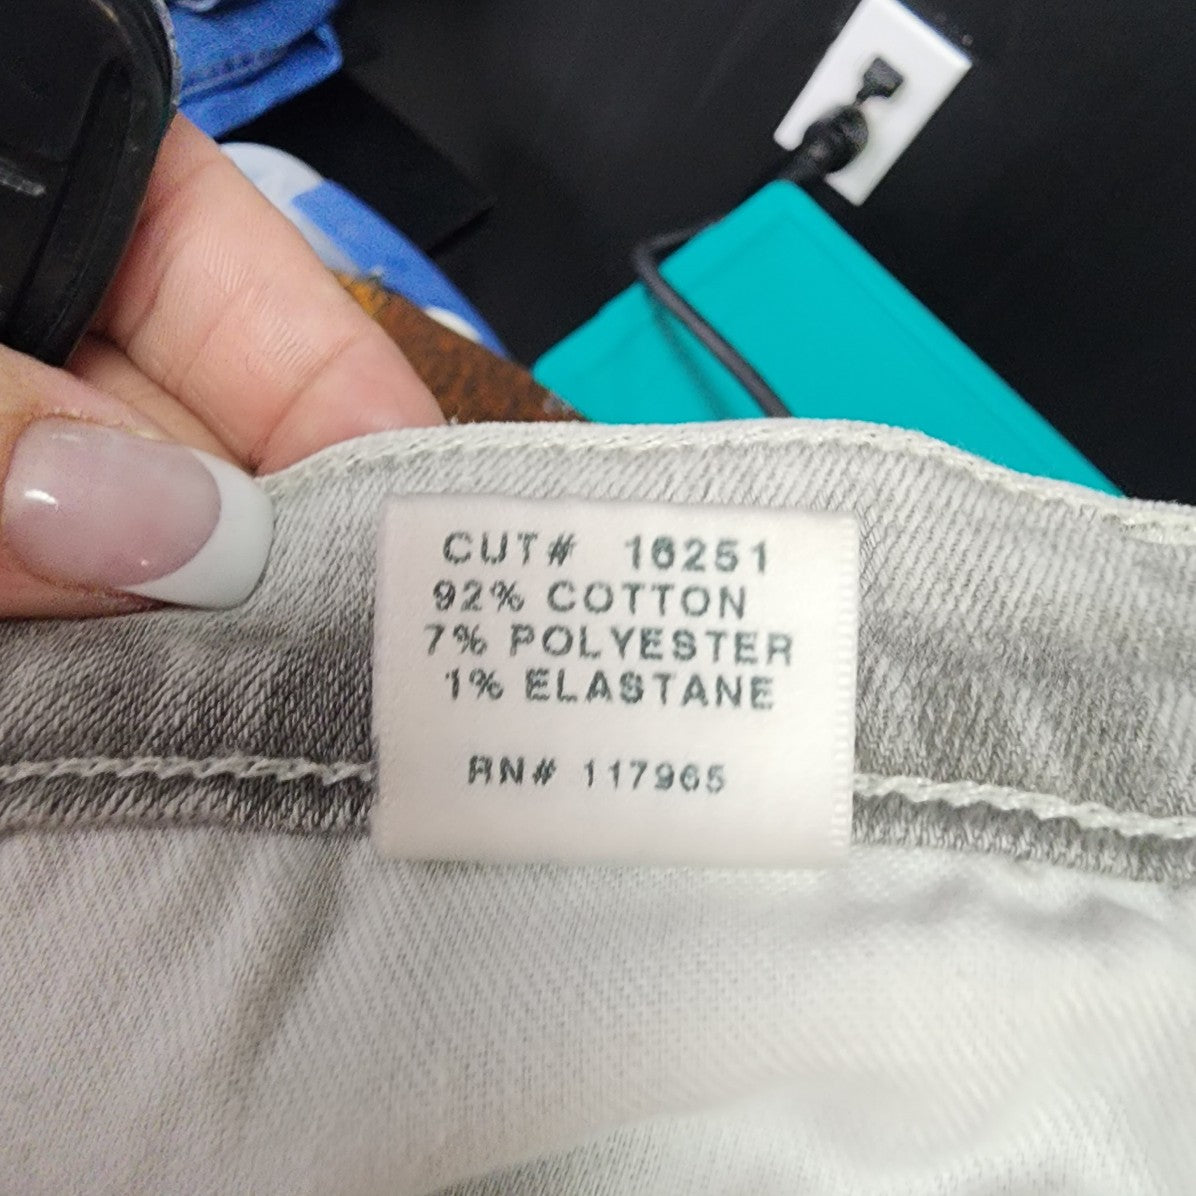 CUT# 16251
92% COTTON
7% POLYESTER
1% ELASTANE
RN# 117965